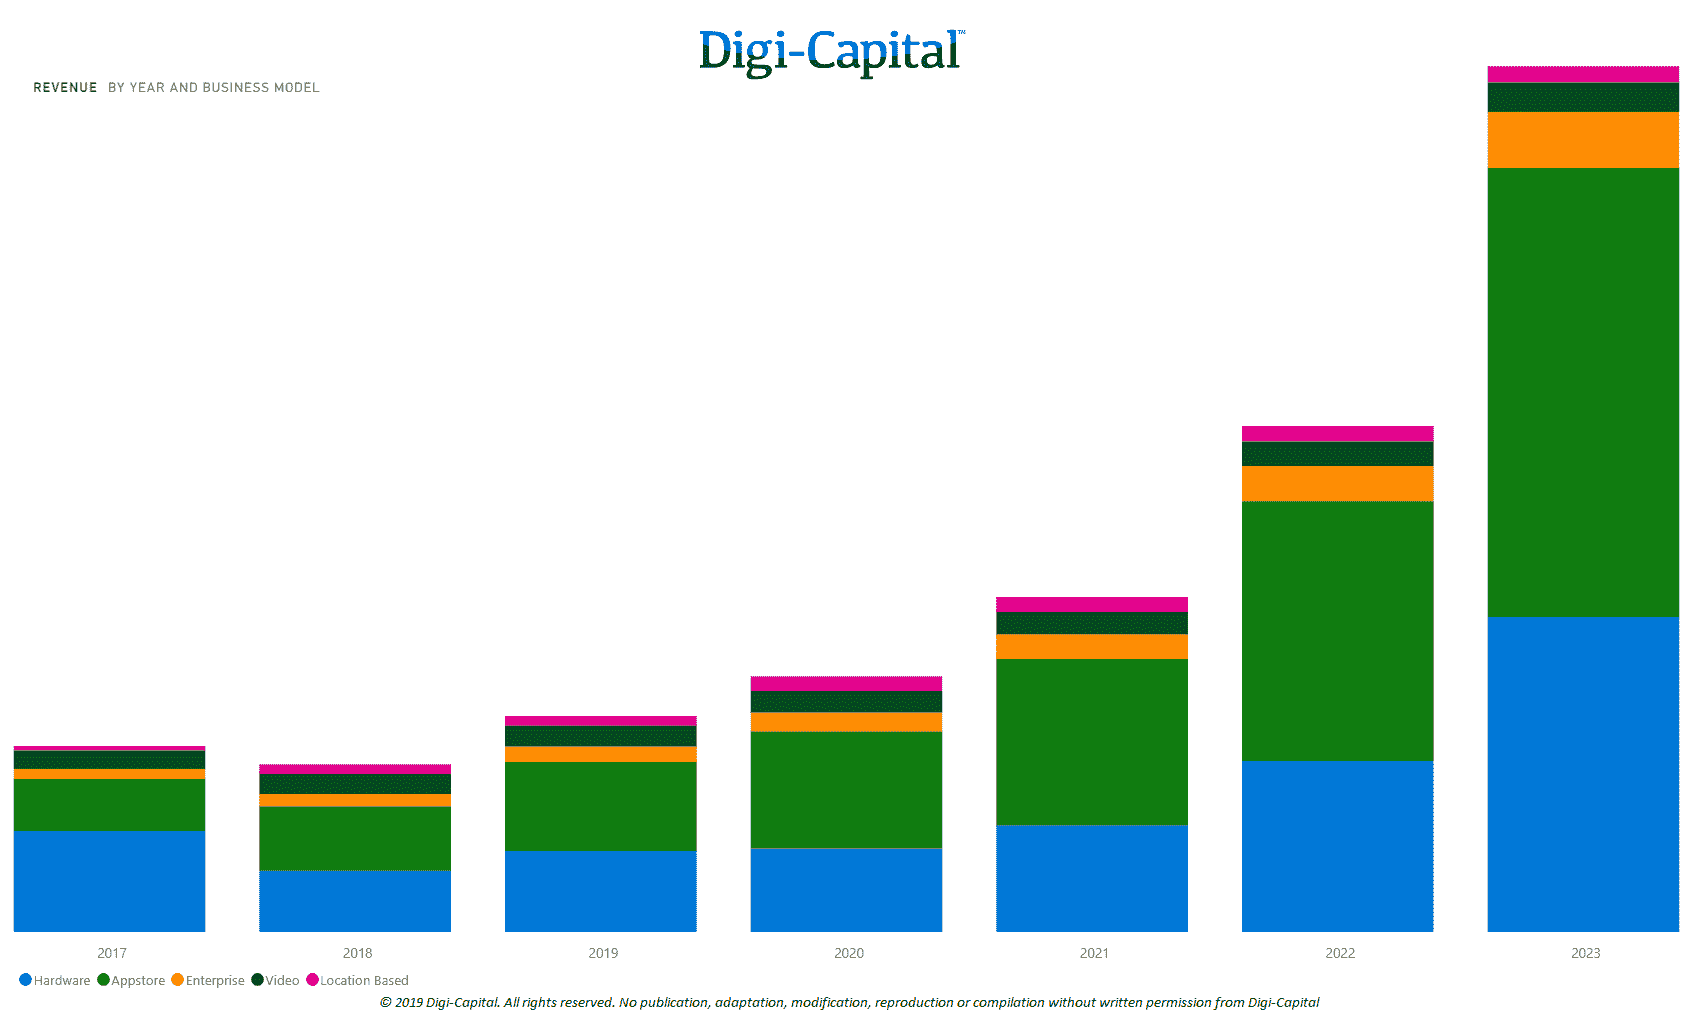 Digi-Capital™
REVENUE BY YEAR AND BUSINESS MODEL
2017 2018 2019 2020 2021 2022 2023
Hardware Appstore Enterprise Video Location Based
© 2019 Digi-Capital. All rights reserved. No publication, adaptation, modification, reproduction or compilation without written permission from Digi-Capital